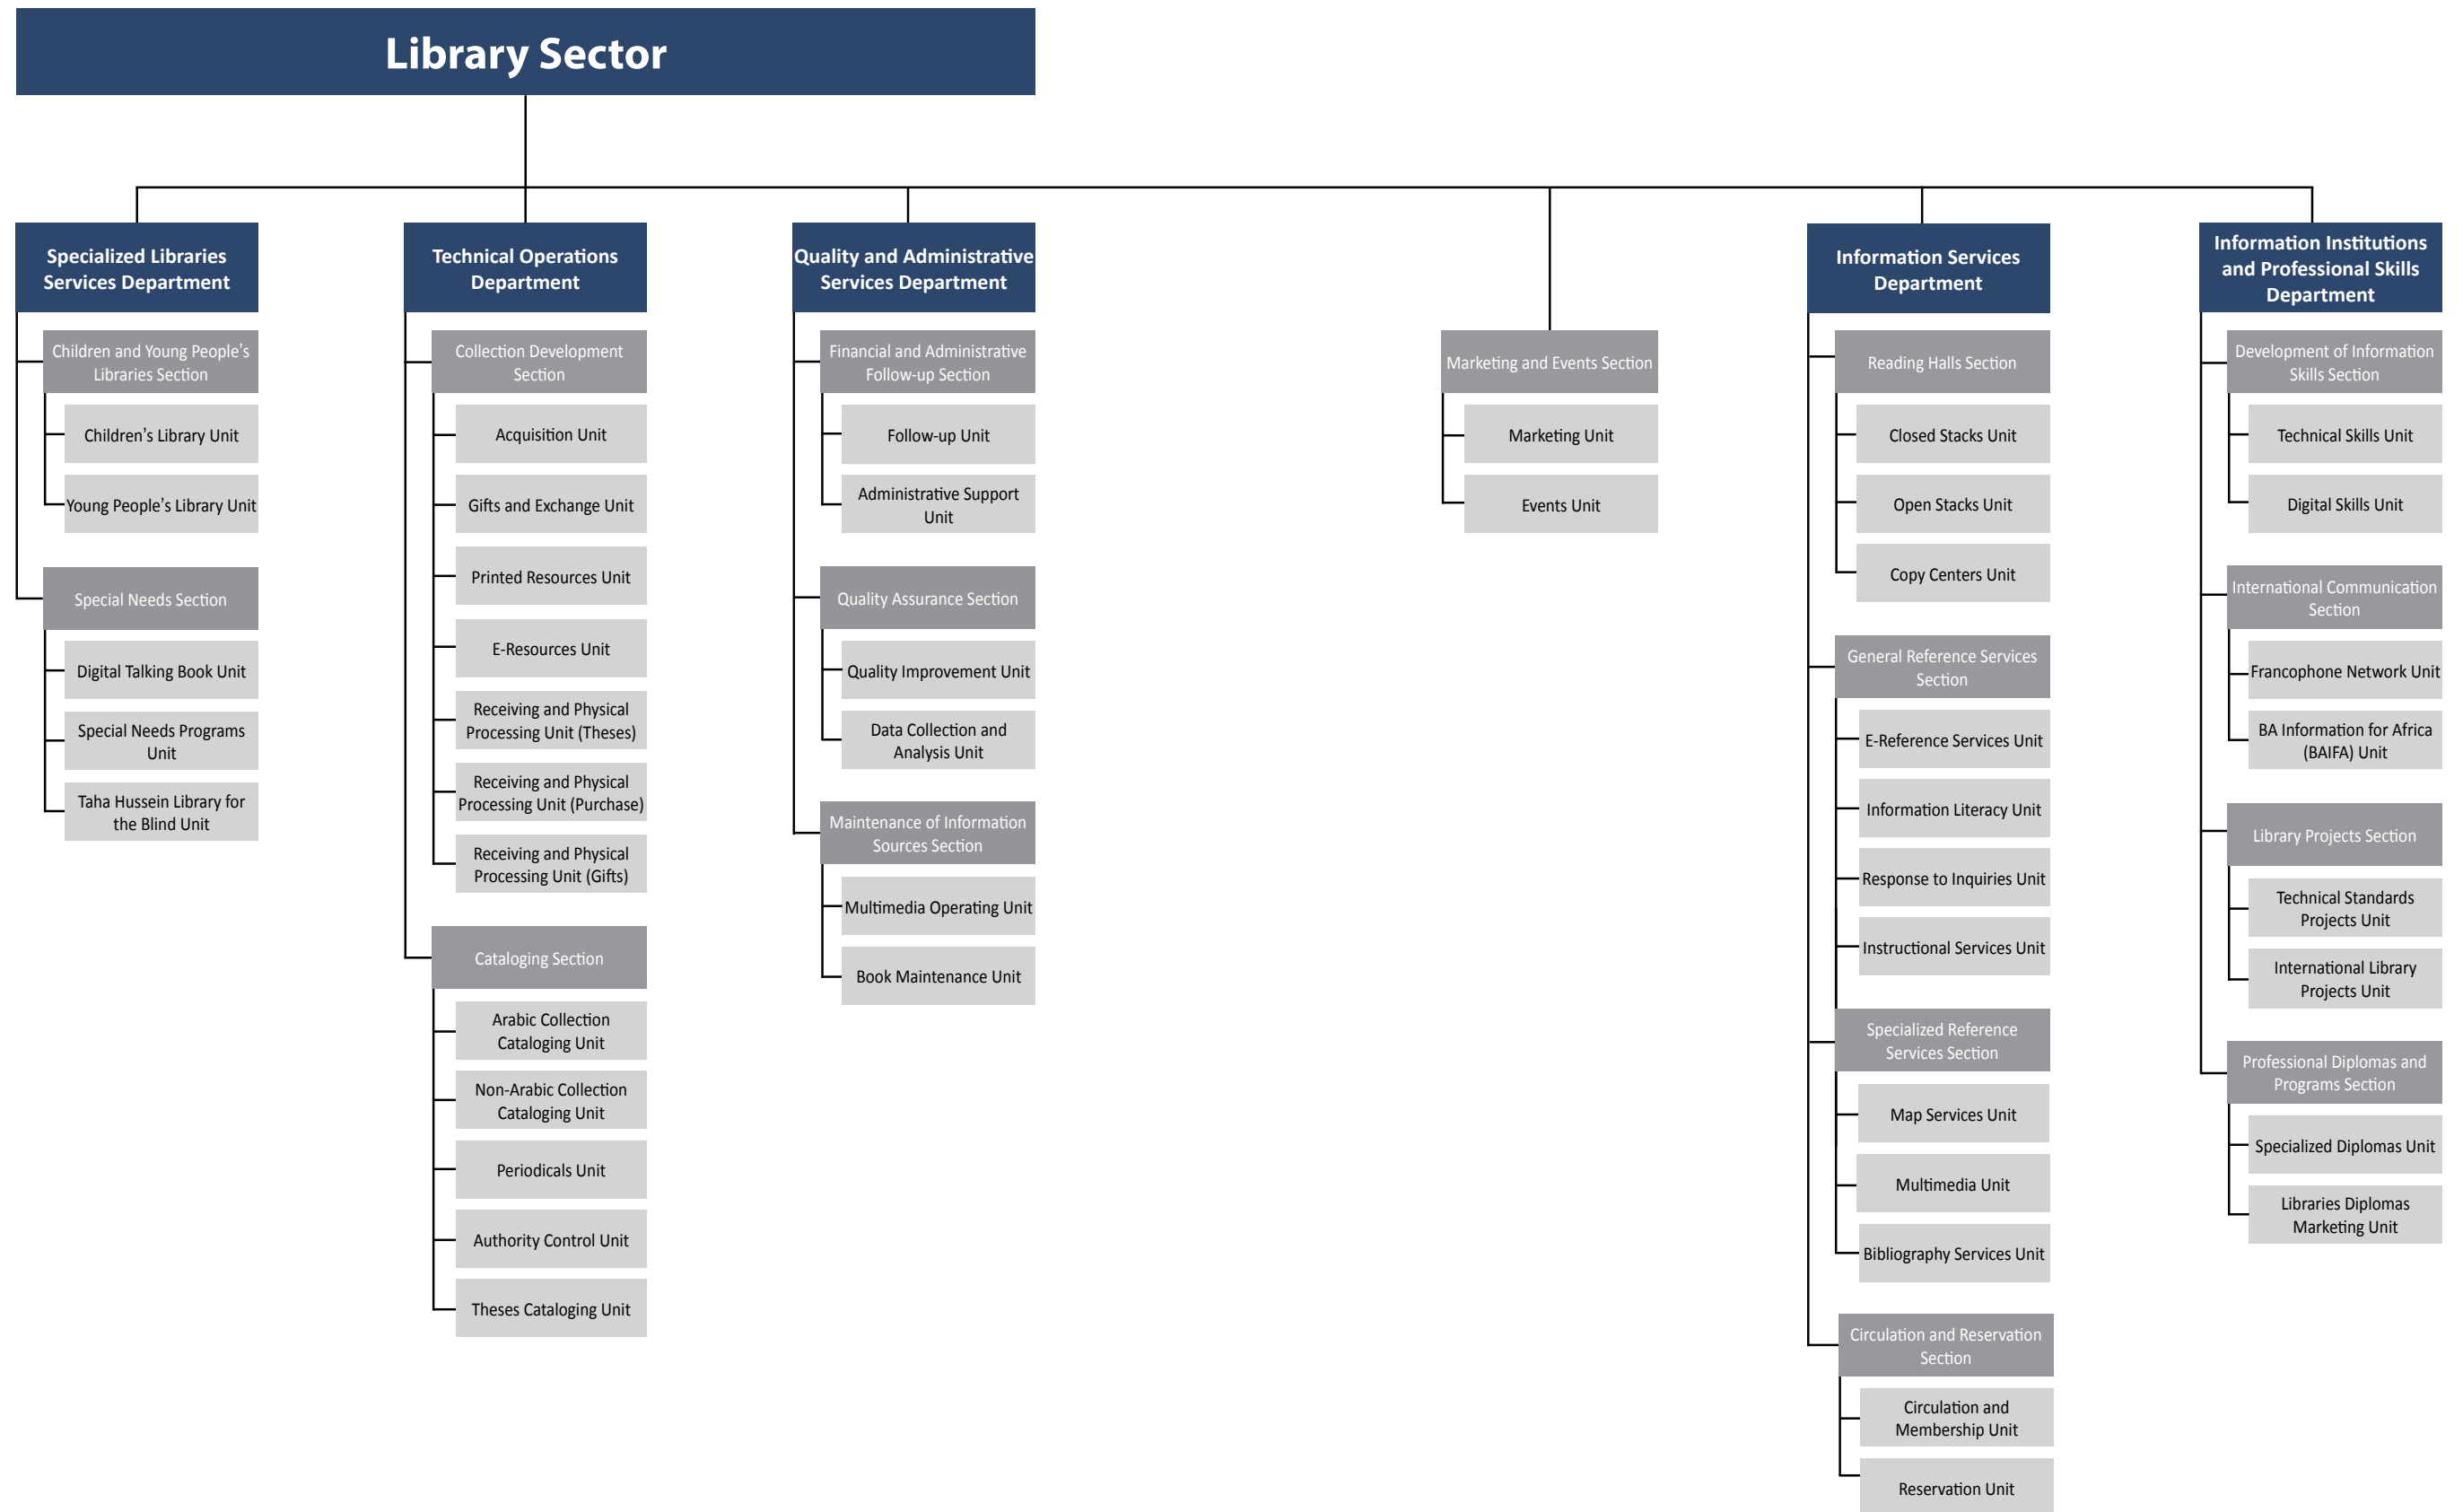 Library Sector
Specialized Libraries
Services Department
Children and Young People's
Libraries Section
Children's Library Unit
Young People's Library Unit
Special Needs Section
Digital Talking Book Unit
Special Needs Programs
Unit
Taha Hussein Library for
the Blind Unit
Technical Operations
Department
Collection Development
Section
Acquisition Unit
Gifts and Exchange Unit
Printed Resources Unit
E-Resources Unit
Receiving and Physical
Processing Unit (Theses)
Receiving and Physical
Processing Unit (Purchase)
Receiving and Physical
Processing Unit (Gifts)
Cataloging Section
Arabic Collection
Cataloging Unit
Non-Arabic Collection
Cataloging Unit
Periodicals Unit
Authority Control Unit
Theses Cataloging Unit
Quality and Administrative
Services Department
Financial and Administrative
Follow-up Section
Follow-up Unit
Administrative Support
Unit
Quality Assurance Section
Quality Improvement Unit
Data Collection and
Analysis Unit
Maintenance of Information
Sources Section
Multimedia Operating Unit
Book Maintenance Unit
Marketing and Events Section
Marketing Unit
Events Unit
Information Services
Department
Reading Halls Section
Closed Stacks Unit
Open Stacks Unit
Copy Centers Unit
General Reference Services
Section
E-Reference Services Unit
Information Literacy Unit
Response to Inquiries Unit
Instructional Services Unit
Specialized Reference
Services Section
Map Services Unit
Multimedia Unit
Bibliography Services Unit
Circulation and Reservation
Section
Circulation and
Membership Unit
Reservation Unit
Information Institutions
and Professional Skills
Department
Development of Information
Skills Section
Technical Skills Unit
Digital Skills Unit
International Communication
Section
Francophone Network Unit
BA Information for Africa
(BAIFA) Unit
Library Projects Section
Technical Standards
Projects Unit
International Library
Projects Unit
Professional Diplomas and
Programs Section
Specialized Diplomas Unit
Libraries Diplomas
Marketing Unit